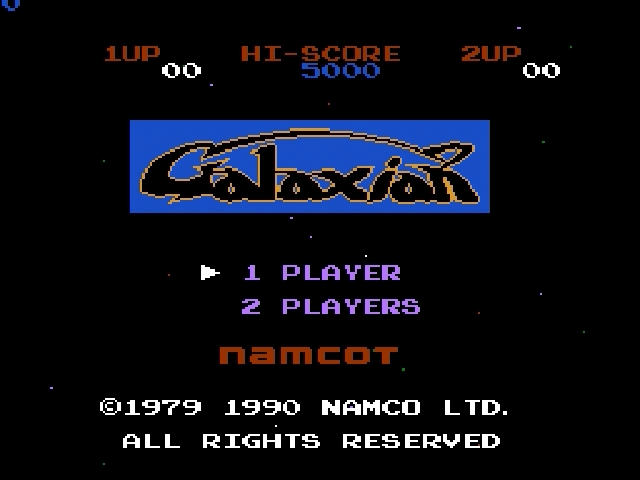 1UP HI-SCORE 2UP
00 5000 00
Galaxian
1 PLAYER
2 PLAYERS
namcot
©1979 1990 NAMCO LTD.
ALL RIGHTS RESERVED